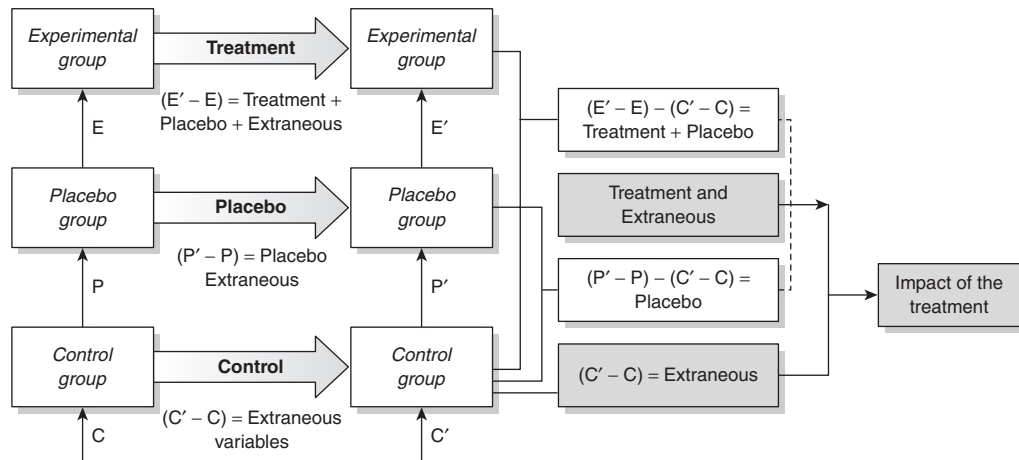 Experimental
group
Treatment
Experimental
group
(E′ – E) = Treatment +
Placebo + Extraneous
E
E′
(E′ – E) – (C′ – C) =
Treatment + Placebo
Placebo
group
Placebo
Placebo
group
Treatment and
Extraneous
(P′ – P) = Placebo
Extraneous
P
P′
(P′ – P) – (C′ – C) =
Placebo
Impact of the
treatment
Control
group
Control
Control
group
(C′ – C) = Extraneous
(C′ – C) = Extraneous
variables
C
C′